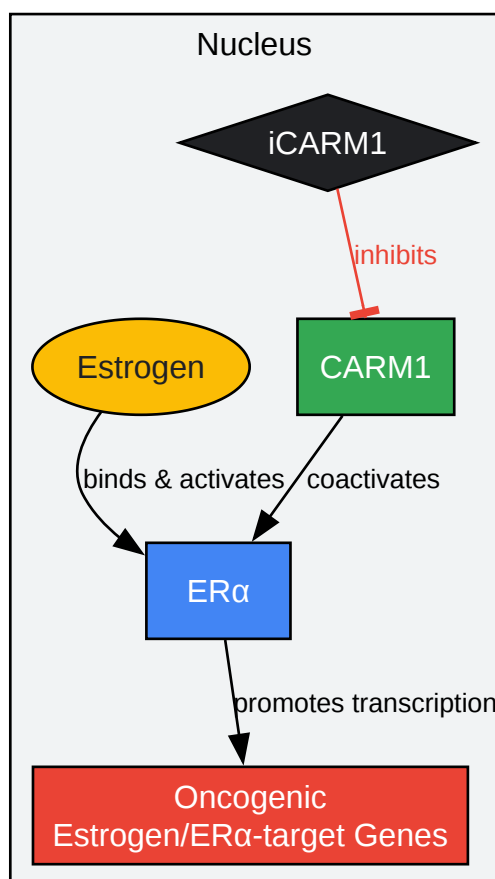 Nucleus
iCARM1
inhibits
Estrogen
CARM1
binds & activates
coactivates
ERα
promotes transcription
Oncogenic
Estrogen/ERα-target Genes